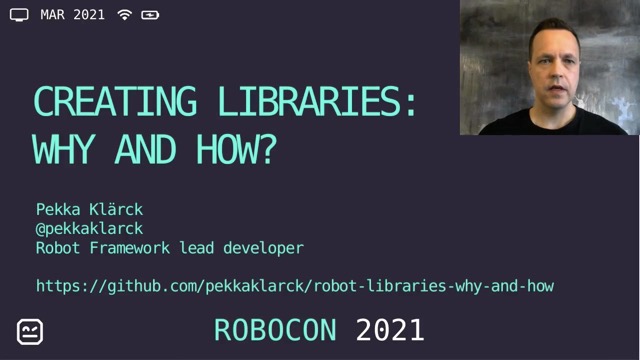 MAR 2021
CREATING LIBRARIES:
WHY AND HOW?
Pekka Klärck
@pekkaklarck
Robot Framework lead developer
https://github.com/pekkaklarck/robot-libraries-why-and-how
ROBOCON 2021